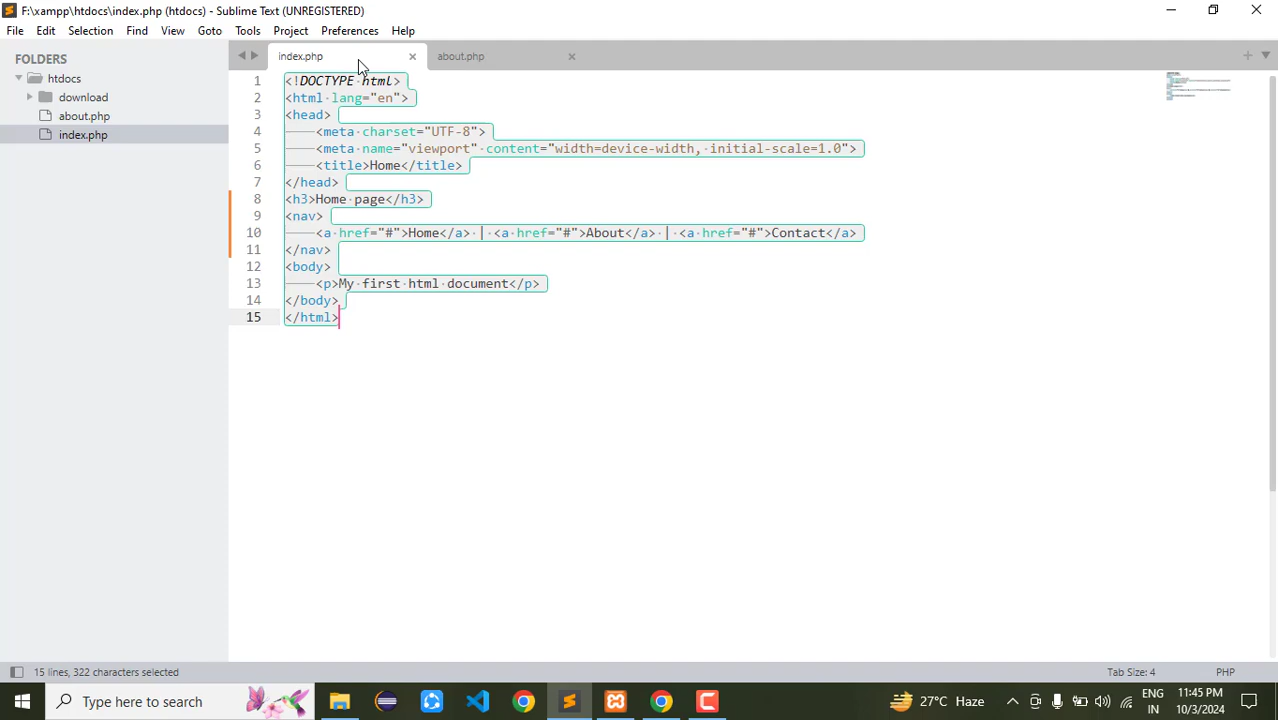 F:\xampp\htdocs\index.php (htdocs) - Sublime Text (UNREGISTERED)
File Edit Selection Find View Goto Tools Project Preferences Help
FOLDERS
htdocs
download
about.php
index.php
index.php × about.php ×
1 <!DOCTYPE html>
2 <html lang="en">
3 <head>
4 <meta charset="UTF-8">
5 <meta name="viewport" content="width=device-width, initial-scale=1.0">
6 <title>Home</title>
7 </head>
8 <h3>Home page</h3>
9 <nav>
10 <a href="#">Home</a> | <a href="#">About</a> | <a href="#">Contact</a>
11 </nav>
12 <body>
13 <p>My first html document</p>
14 </body>
15 </html>
15 lines, 322 characters selected
Tab Size: 4 PHP
Type here to search
27°C Haze
ENG
IN
11:45 PM
10/3/2024